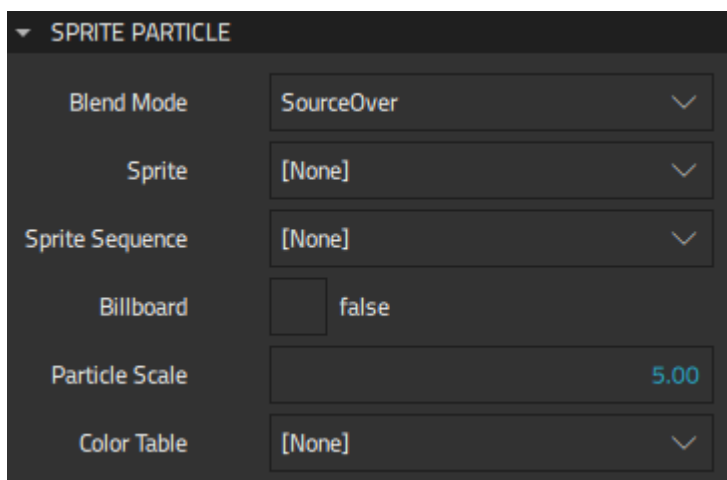 SPRITE PARTICLE
Blend Mode SourceOver
Sprite [None]
Sprite Sequence [None]
Billboard false
Particle Scale 5.00
Color Table [None]